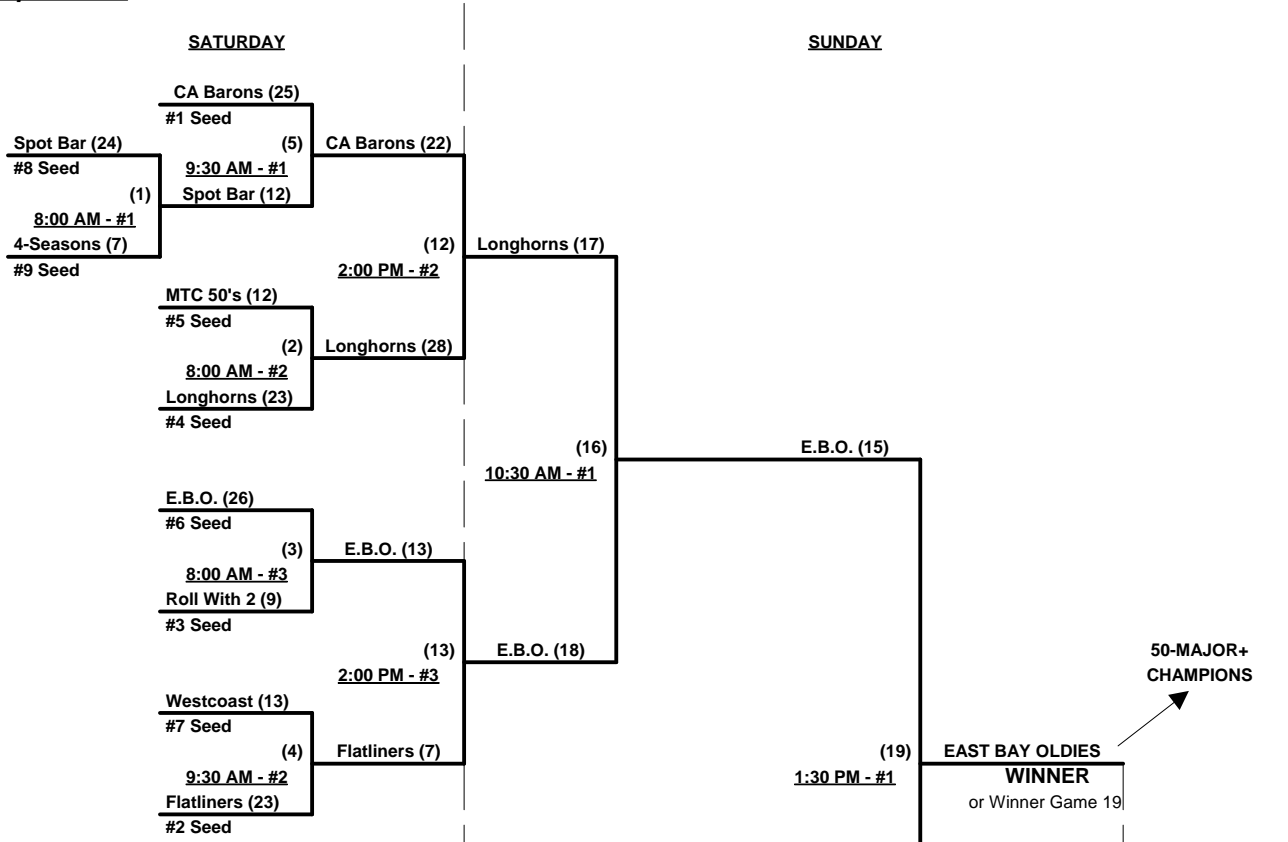 SATURDAY
SUNDAY
CA Barons (25)
#1 Seed
Spot Bar (24)
(5)
CA Barons (22)
#8 Seed
9:30 AM - #1
(1)
Spot Bar (12)
8:00 AM - #1
4-Seasons (7)
(12)
Longhorns (17)
#9 Seed
2:00 PM - #2
MTC 50's (12)
#5 Seed
(2)
Longhorns (28)
8:00 AM - #2
Longhorns (23)
#4 Seed
(16)
E.B.O. (15)
10:30 AM - #1
E.B.O. (26)
#6 Seed
(3)
E.B.O. (13)
8:00 AM - #3
Roll With 2 (9)
#3 Seed
(13)
E.B.O. (18)
50-MAJOR+
2:00 PM - #3
CHAMPIONS
Westcoast (13)
#7 Seed
(4)
Flatliners (7)
(19)
EAST BAY OLDIES
9:30 AM - #2
1:30 PM - #1
WINNER
Flatliners (23)
or Winner Game 19
#2 Seed